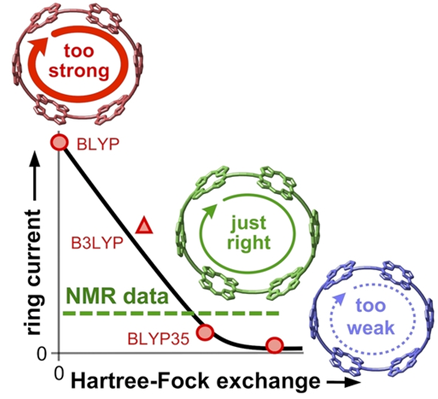 too
strong
BLYP
B3LYP
just
right
NMR data
BLYP35
too
weak
ring current
0
0
Hartree-Fock exchange